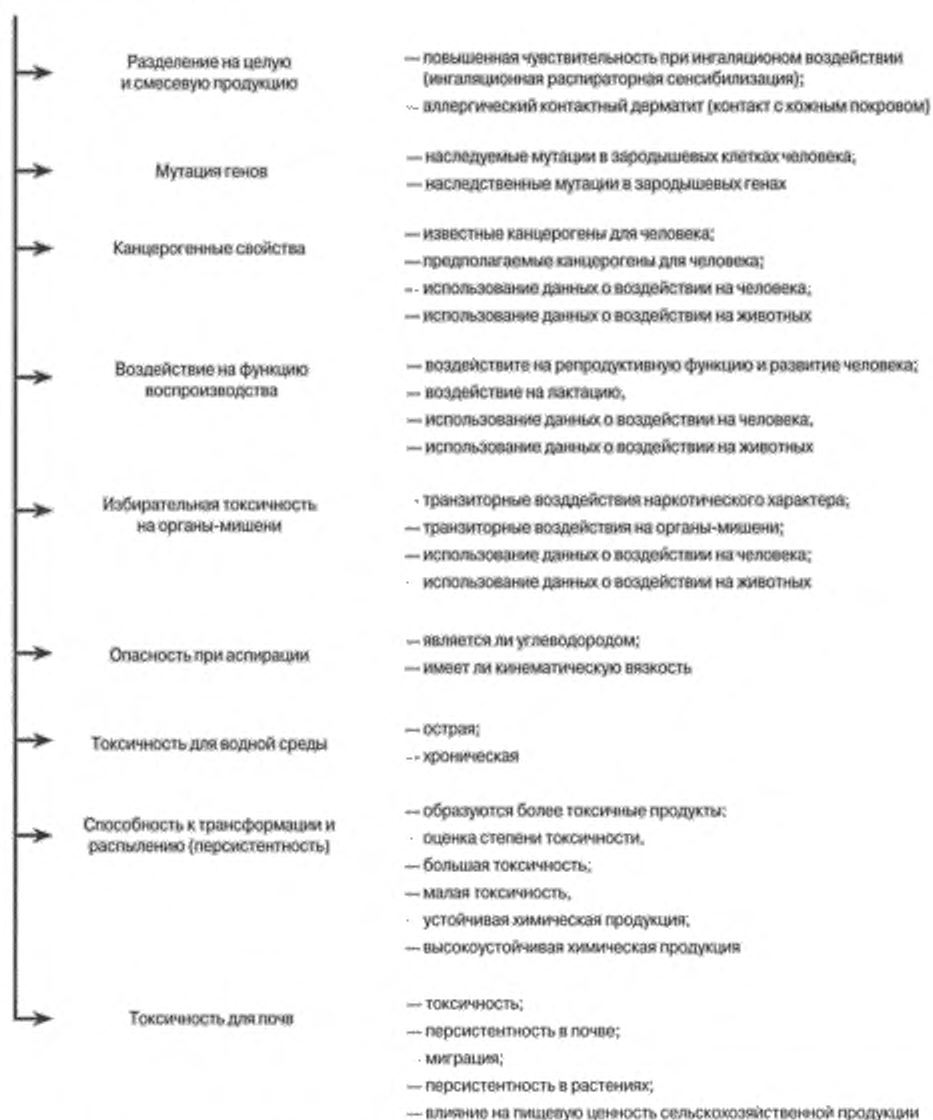 Разделение на целую
и смесевую продукцию
— повышенная чувствительность при ингаляционом воздействии
(ингаляционная распираторная сенсибилизация);
-- аллергический контактный дерматит (контакт с кожным покровом)
Мутация генов
— наследуемые мутации в зародышевых клетках человека;
— наследственные мутации в зародышевых генах
Канцерогенные свойства
— известные канцерогены для человека;
— предполагаемые канцерогены для человека;
-- использование данных о воздействии на человека;
— использование данных о воздействии на животных
Воздействие на функцию
воспроизводства
— воздействите на репродуктивную функцию и развитие человека;
— воздействие на лактацию,
— использование данных о воздействии на человека,
— использование данных о воздействии на животных
Избирательная токсичность
на органы-мишени
· транзиторные возддействия наркотического характера;
— транзиторные воздействия на органы-мишени;
— использование данных о воздействии на человека;
· использование данных о воздействии на животных
Опасность при аспирации
— является ли углеводородом;
— имеет ли кинематическую вязкость
Токсичность для водной среды
— острая;
-- хроническая
Способность к трансформации и
распылению (персистентность)
— образуются более токсичные продукты:
· оценка степени токсичности,
— большая токсичность;
— малая токсичность,
· устойчивая химическая продукция;
— высокоустойчивая химическая продукция
Токсичность для почв
— токсичность;
— персистентность в почве;
· миграция;
— персистентность в растениях;
— влияние на пищевую ценность сельскохозяйственной продукции